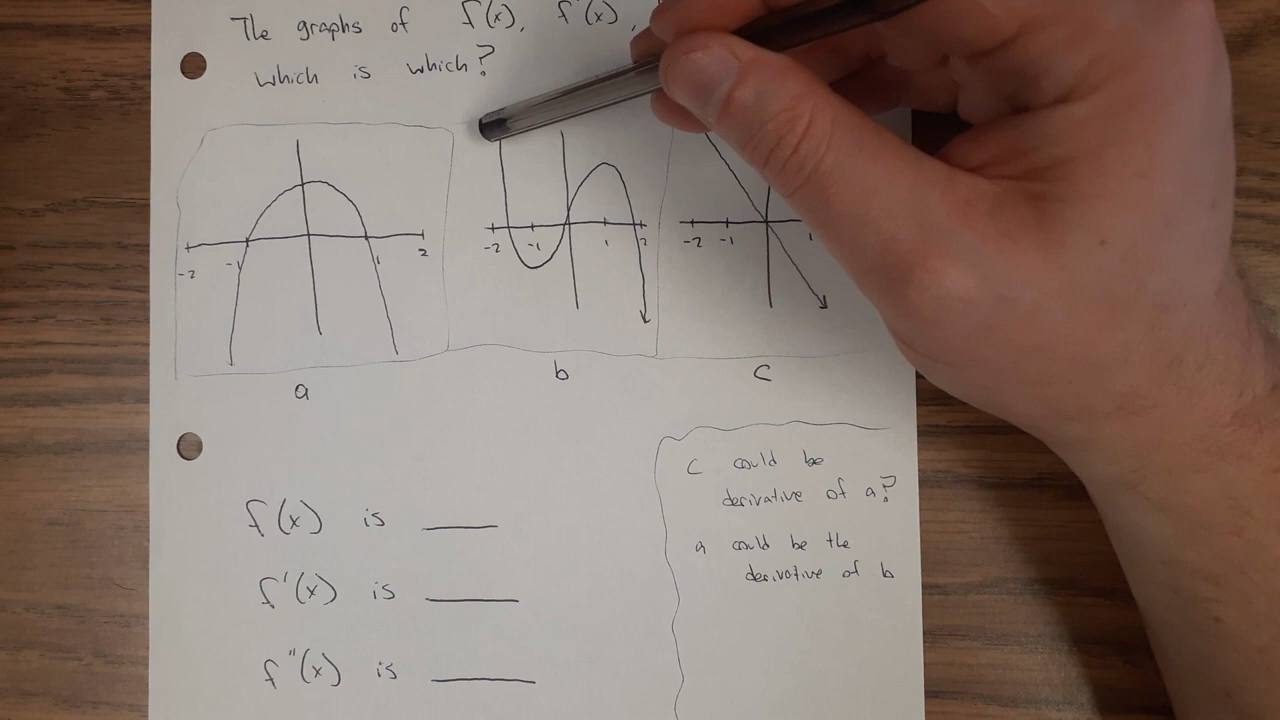 The graphs of f(x), f'(x),
which is which?
-2 -1 1 2
-2 -1 1 2
-2 -1 1
a b c
c could be
derivative of a?
a could be the
derivative of b
f(x) is ____
f'(x) is ____
f"(x) is ____